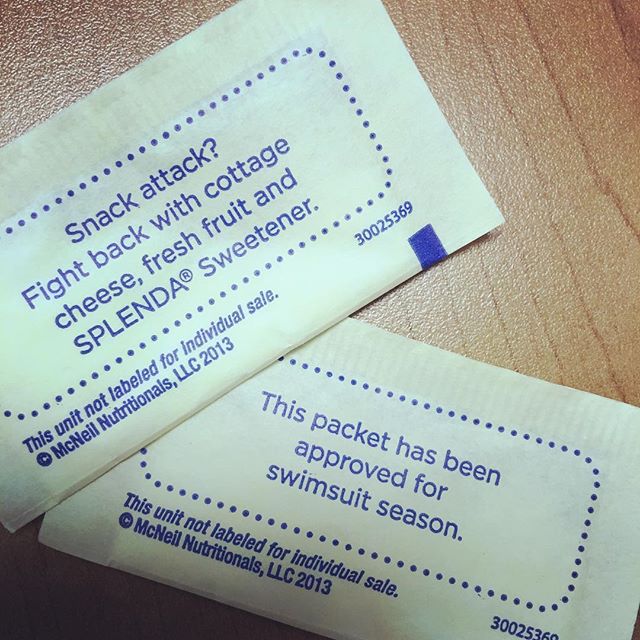 Snack attack?
Fight back with cottage
cheese, fresh fruit and
SPLENDA® Sweetener.
30025369
This unit not labeled for individual sale.
© McNeil Nutritionals, LLC 2013
This packet has been
approved for
swimsuit season.
This unit not labeled for individual sale.
© McNeil Nutritionals, LLC 2013
30025369